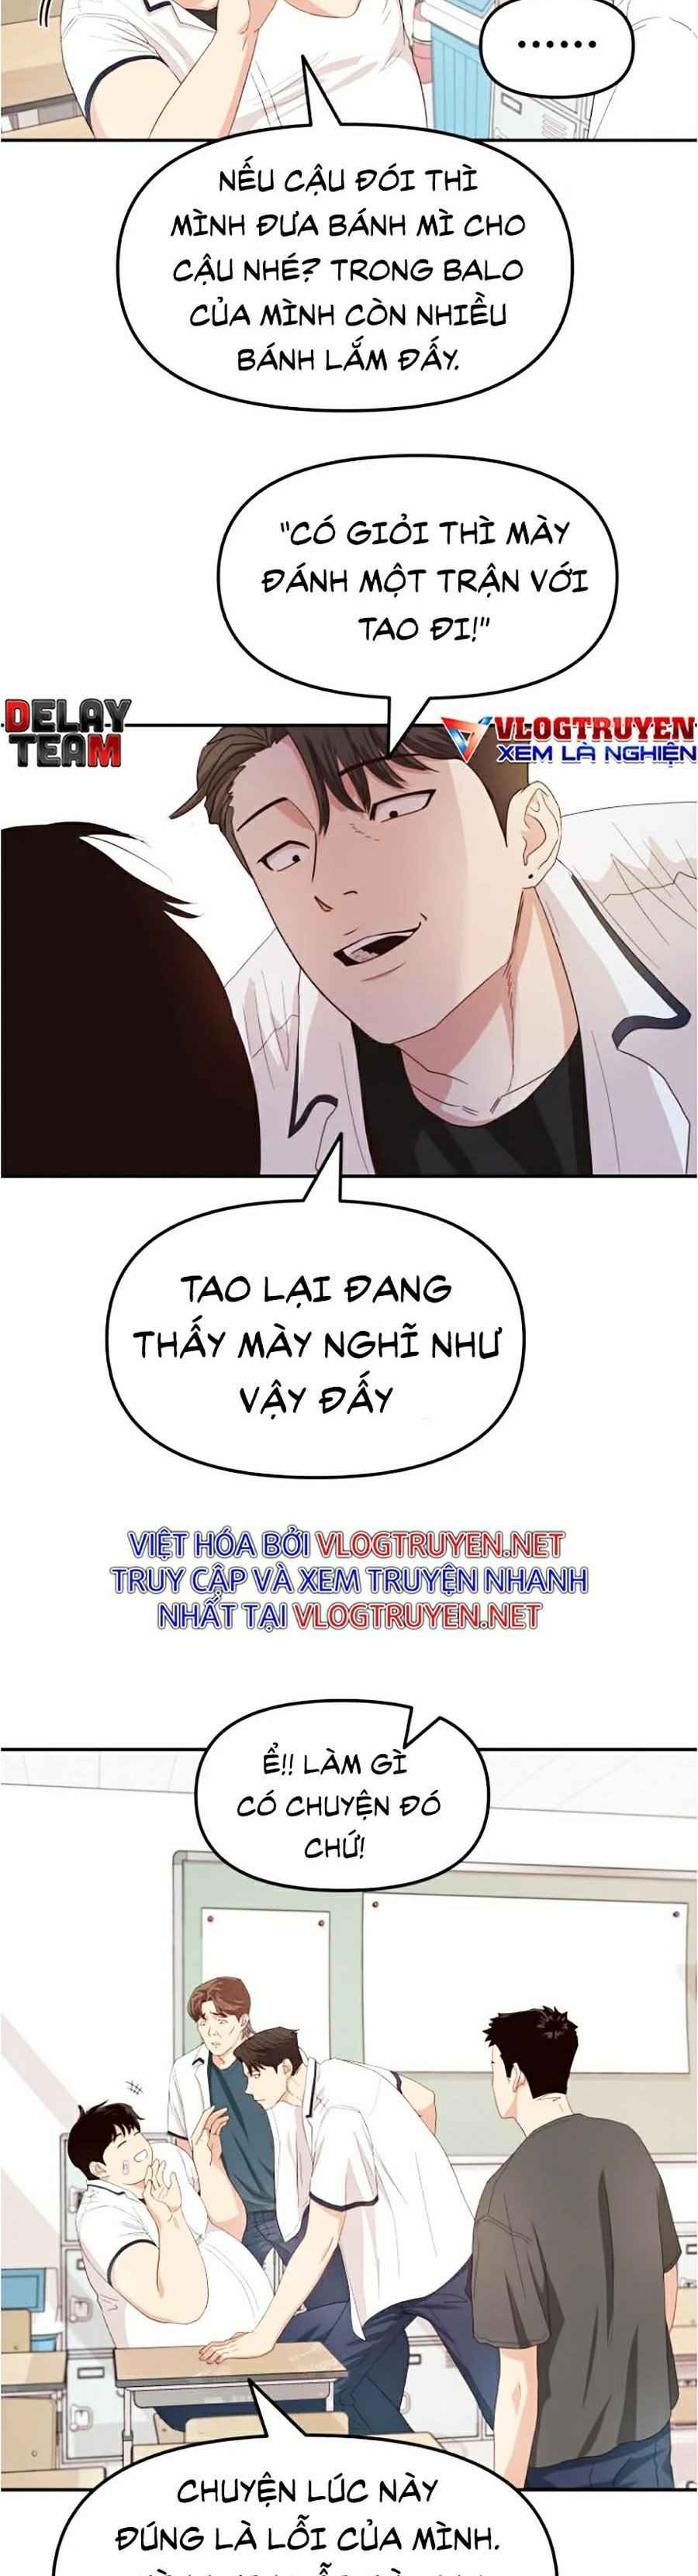 ......
NẾU CẬU ĐÓI THÌ
MÌNH ĐƯA BÁNH MÌ CHO
CẬU NHÉ? TRONG BALO
CỦA MÌNH CÒN NHIỀU
BÁNH LẮM ĐẤY.
"CÓ GIỎI THÌ MÀY
ĐÁNH MỘT TRẬN VỚI
TAO ĐI!"
DELAY
TEAM
VLOGTRUYEN
XEM LÀ NGHIỆN
TAO LẠI ĐANG
THẤY MÀY NGHĨ NHƯ
VẬY ĐẤY
VIỆT HÓA BỞI VLOGTRUYEN.NET
TRUY CẬP VÀ XEM TRUYỆN NHANH
NHẤT TẠI VLOGTRUYEN.NET
Ể!! LÀM GÌ
CÓ CHUYỆN ĐÓ
CHỨ!
CHUYỆN LÚC NÀY
ĐÚNG LÀ LỖI CỦA MÌNH.